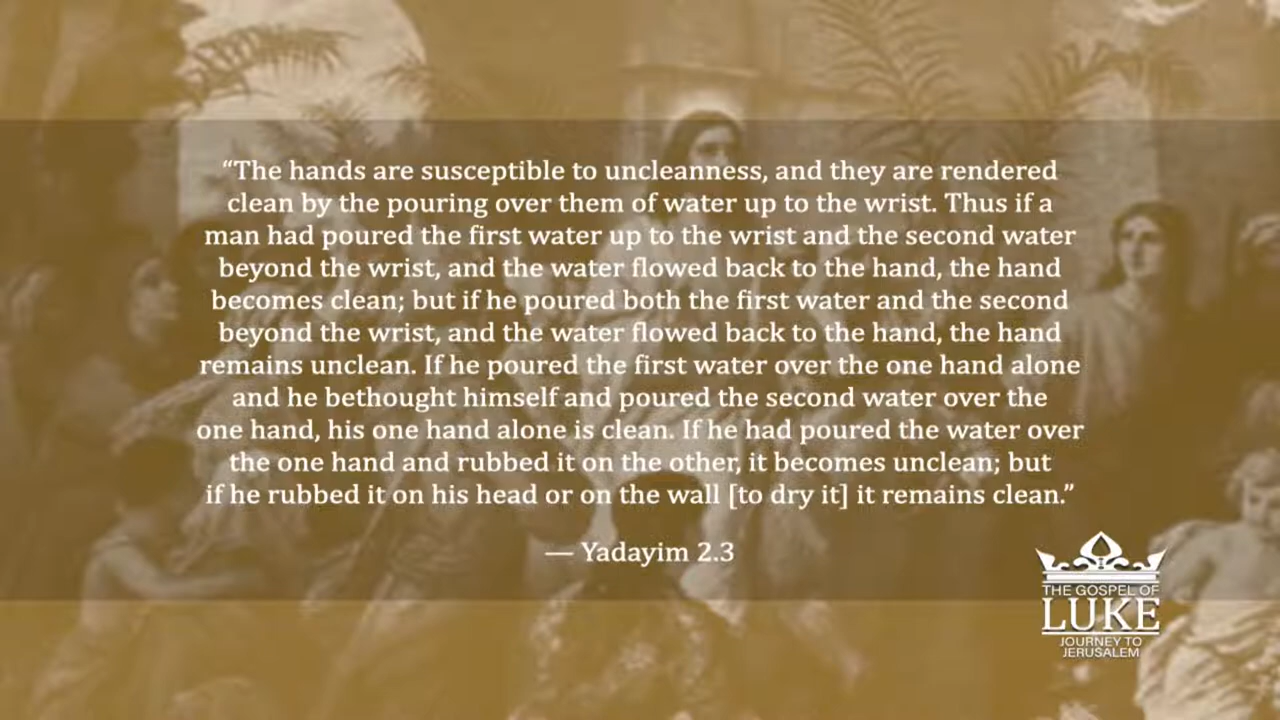 “The hands are susceptible to uncleanness, and they are rendered
clean by the pouring over them of water up to the wrist. Thus if a
man had poured the first water up to the wrist and the second water
beyond the wrist, and the water flowed back to the hand, the hand
becomes clean; but if he poured both the first water and the second
beyond the wrist, and the water flowed back to the hand, the hand
remains unclean. If he poured the first water over the one hand alone
and he bethought himself and poured the second water over the
one hand, his one hand alone is clean. If he had poured the water over
the one hand and rubbed it on the other, it becomes unclean; but
if he rubbed it on his head or on the wall [to dry it] it remains clean.”
— Yadayim 2.3
THE GOSPEL OF
LUKE
JOURNEY TO
JERUSALEM